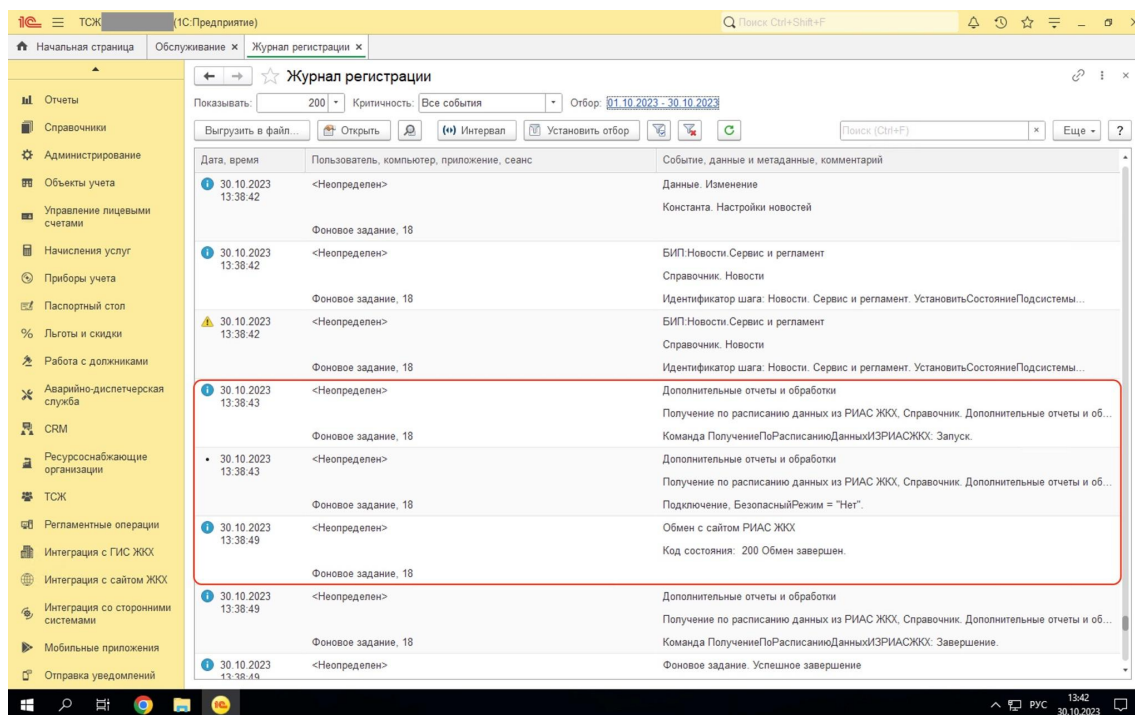 1С ТСЖ (1С:Предприятие) Поиск Ctrl+Shift+F
Начальная страница Обслуживание × Журнал регистрации ×
Отчеты
Справочники
Администрирование
Объекты учета
Управление лицевыми
счетами
Начисления услуг
Приборы учета
Паспортный стол
% Льготы и скидки
Работа с должниками
Аварийно-диспетчерская
служба
CRM
Ресурсоснабжающие
организации
ТСЖ
Регламентные операции
Интеграция с ГИС ЖКХ
Интеграция с сайтом ЖКХ
Интеграция со сторонними
системами
Мобильные приложения
Отправка уведомлений
Журнал регистрации
Показывать: 200 Критичность: Все события Отбор: 01.10.2023 - 30.10.2023
Выгрузить в файл... Открыть Интервал Установить отбор Поиск (Ctrl+F) × Еще ?
Дата, время Пользователь, компьютер, приложение, сеанс Событие, данные и метаданные, комментарий
30.10.2023 <Неопределен> Данные. Изменение
13:38:42
Константа. Настройки новостей
Фоновое задание, 18
30.10.2023 <Неопределен> БИП:Новости.Сервис и регламент
13:38:42
Справочник. Новости
Фоновое задание, 18 Идентификатор шага: Новости. Сервис и регламент. УстановитьСостояниеПодсистемы...
30.10.2023 <Неопределен> БИП:Новости.Сервис и регламент
13:38:42
Справочник. Новости
Фоновое задание, 18 Идентификатор шага: Новости. Сервис и регламент. УстановитьСостояниеПодсистемы...
30.10.2023 <Неопределен> Дополнительные отчеты и обработки
13:38:43
Получение по расписанию данных из РИАС ЖКХ, Справочник. Дополнительные отчеты и об...
Фоновое задание, 18 Команда ПолучениеПоРасписаниюДанныхИЗРИАСЖКХ: Запуск.
30.10.2023 <Неопределен> Дополнительные отчеты и обработки
13:38:43
Получение по расписанию данных из РИАС ЖКХ, Справочник. Дополнительные отчеты и об...
Фоновое задание, 18 Подключение, БезопасныйРежим = "Нет".
30.10.2023 <Неопределен> Обмен с сайтом РИАС ЖКХ
13:38:49
Код состояния: 200 Обмен завершен.
Фоновое задание, 18
30.10.2023 <Неопределен> Дополнительные отчеты и обработки
13:38:49
Получение по расписанию данных из РИАС ЖКХ, Справочник. Дополнительные отчеты и об...
Фоновое задание, 18 Команда ПолучениеПоРасписаниюДанныхИЗРИАСЖКХ: Завершение.
30.10.2023 <Неопределен> Фоновое задание. Успешное завершение
13:38:49
РУС 13:42
30.10.2023